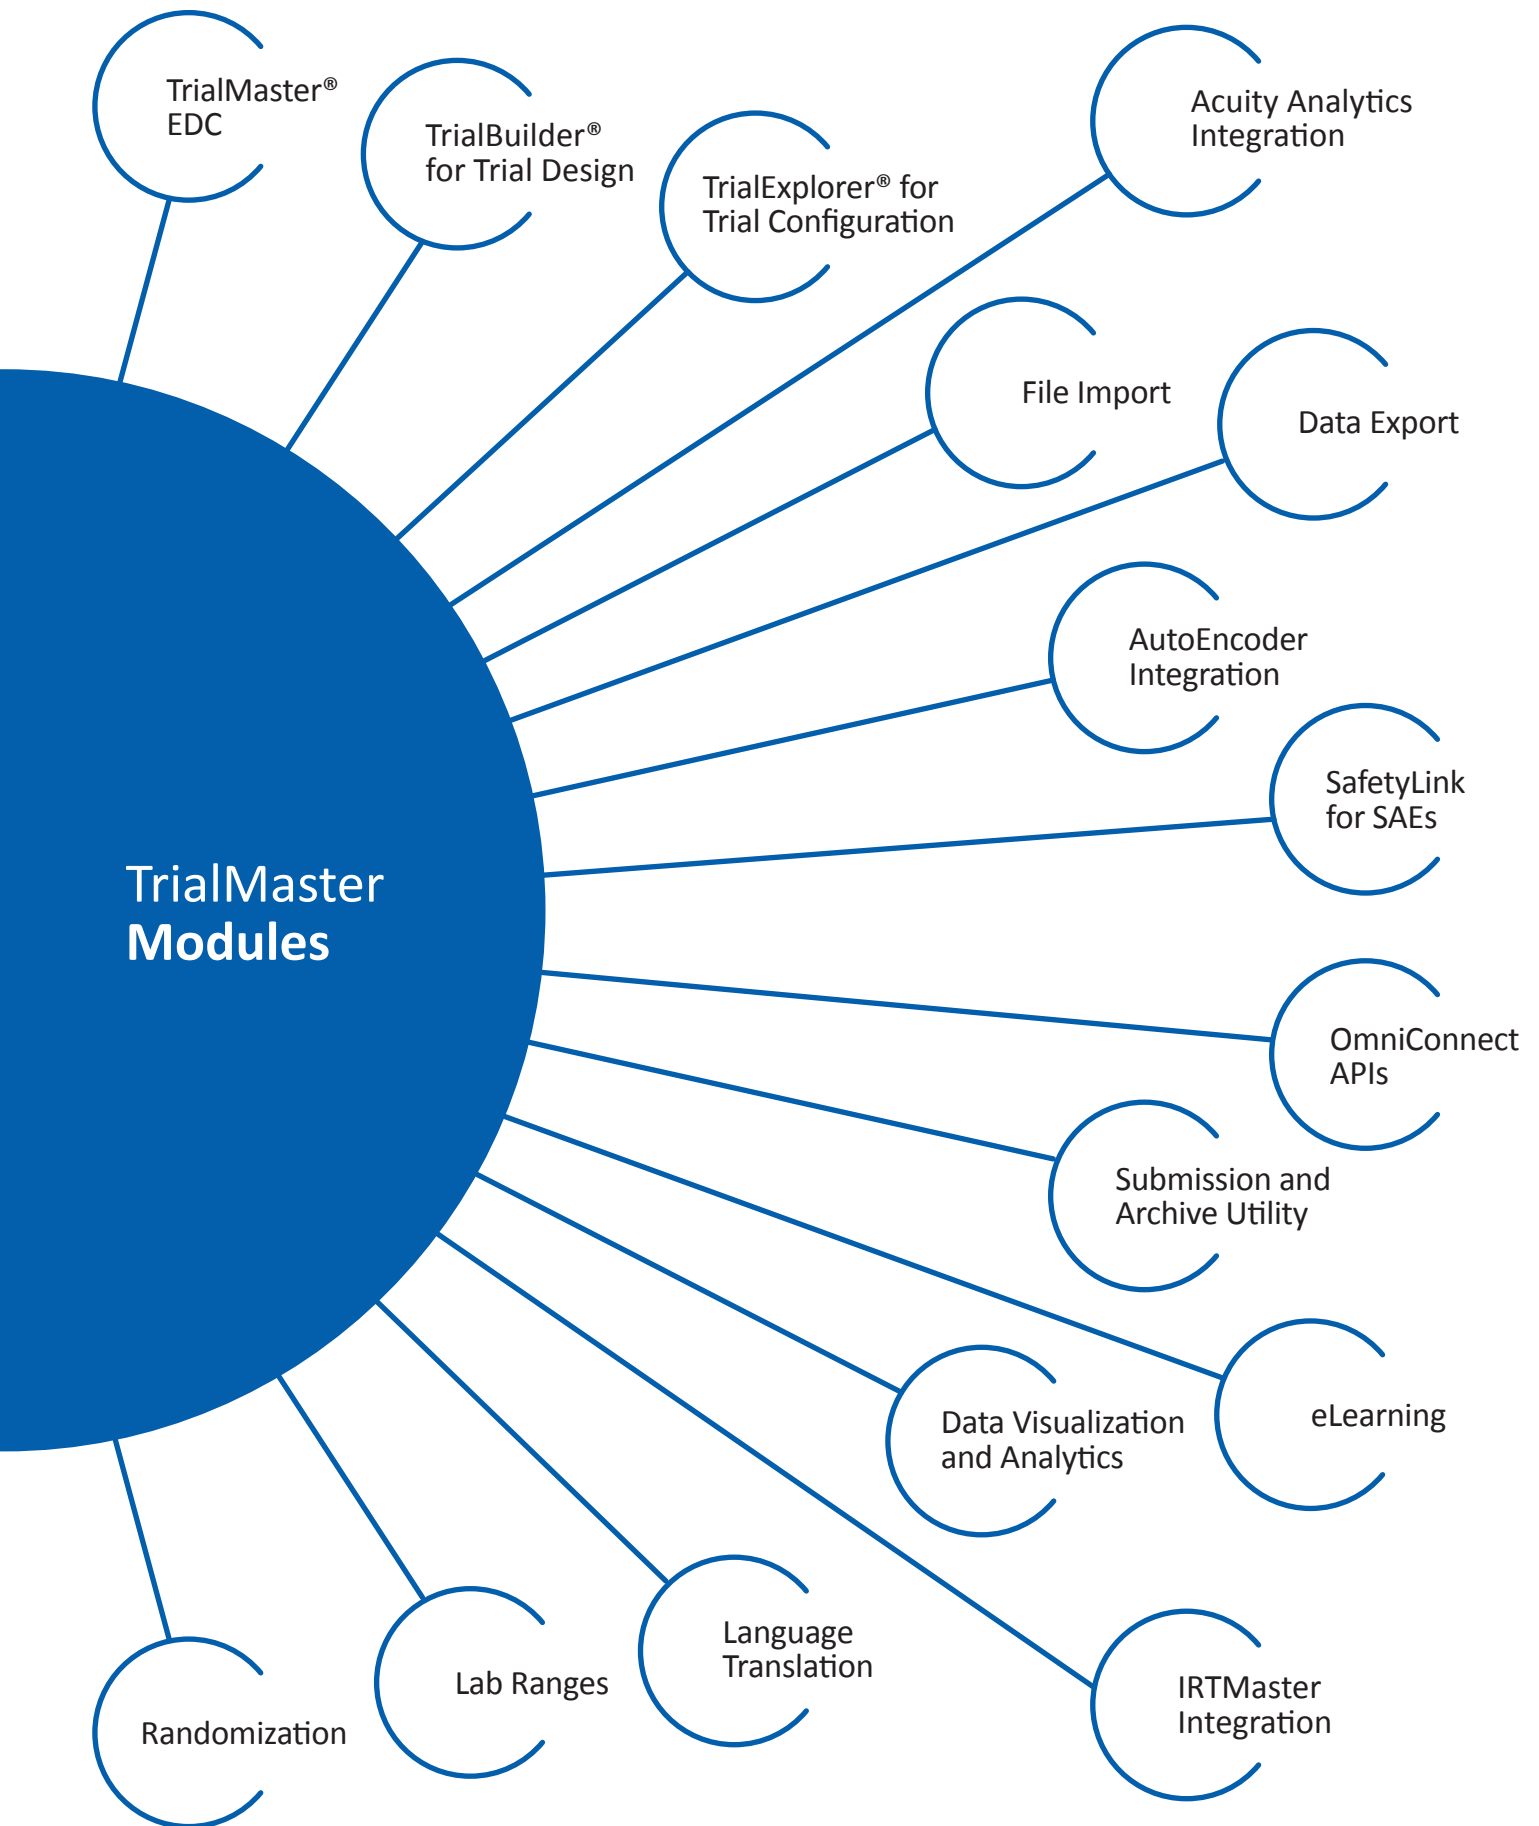 TrialMaster®
EDC
TrialBuilder®
for Trial Design
TrialExplorer® for
Trial Configuration
Acuity Analytics
Integration
File Import
Data Export
AutoEncoder
Integration
SafetyLink
for SAEs
TrialMaster
Modules
OmniConnect
APIs
Submission and
Archive Utility
eLearning
Data Visualization
and Analytics
IRTMaster
Integration
Language
Translation
Lab Ranges
Randomization